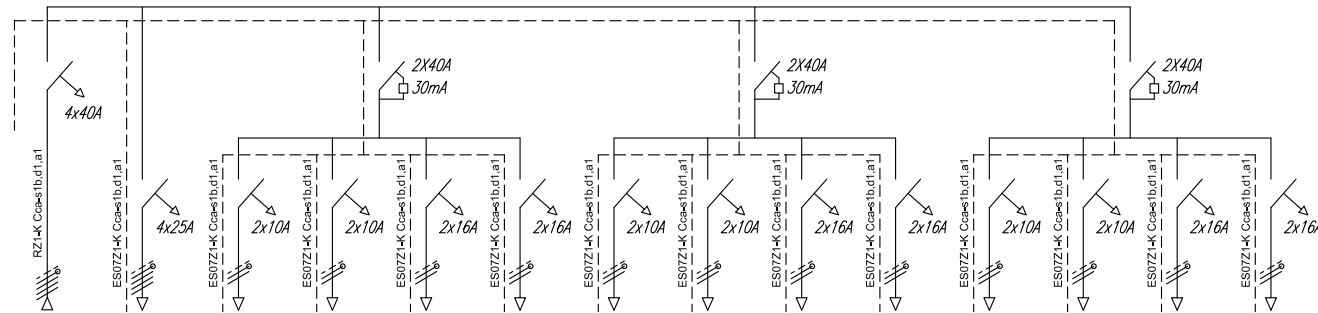 2X40A
30mA
2X40A
30mA
2X40A
30mA
4x40A
RZ1-K Cca-s1b,d1,a1
ES07Z1-K Cca-s1b,d1,a1
4x25A
ES07Z1-K Cca-s1b,d1,a1
2x10A
ES07Z1-K Cca-s1b,d1,a1
2x10A
ES07Z1-K Cca-s1b,d1,a1
2x16A
ES07Z1-K Cca-s1b,d1,a1
2x16A
ES07Z1-K Cca-s1b,d1,a1
2x10A
ES07Z1-K Cca-s1b,d1,a1
2x10A
ES07Z1-K Cca-s1b,d1,a1
2x16A
ES07Z1-K Cca-s1b,d1,a1
2x16A
ES07Z1-K Cca-s1b,d1,a1
2x10A
ES07Z1-K Cca-s1b,d1,a1
2x10A
ES07Z1-K Cca-s1b,d1,a1
2x16A
ES07Z1-K Cca-s1b,d1,a1
2x16A